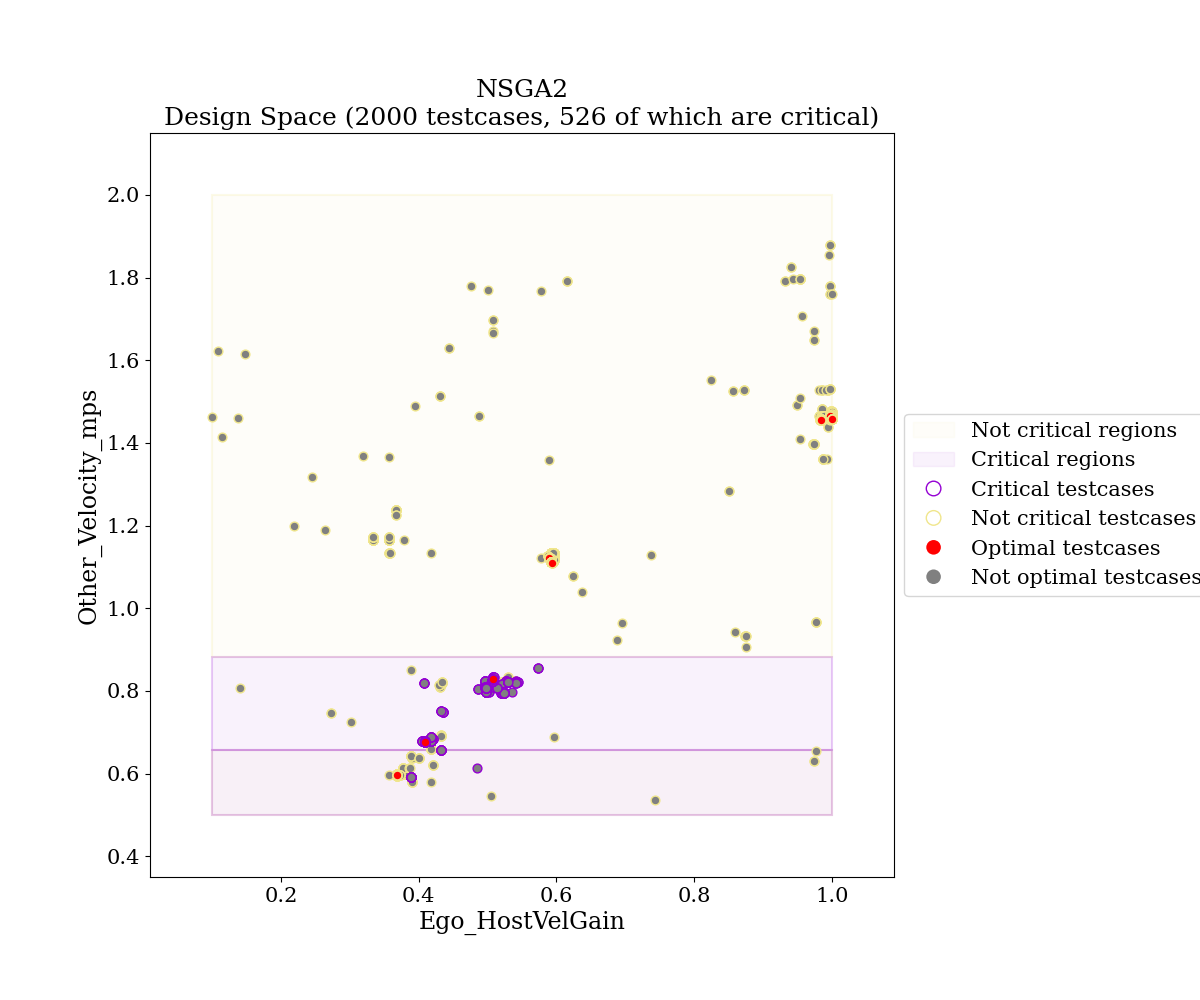 NSGA2
Design Space (2000 testcases, 526 of which are critical)
2.0
1.8
1.6
1.4
1.2
1.0
0.8
0.6
0.4
Other_Velocity_mps
0.2
0.4
0.6
0.8
1.0
Ego_HostVelGain
Not critical regions
Critical regions
Critical testcases
Not critical testcases
Optimal testcases
Not optimal testcases